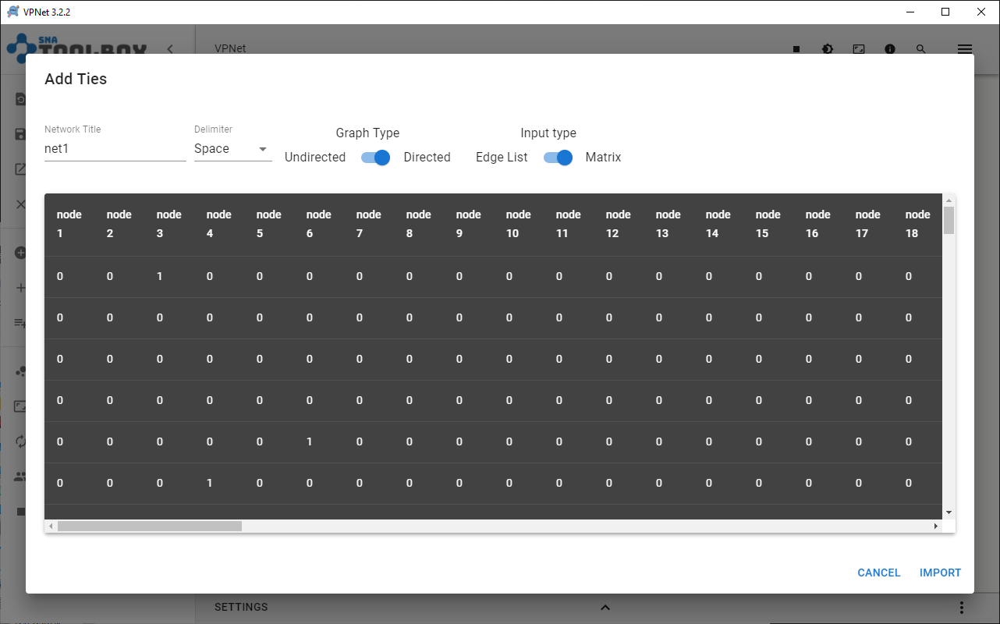 VPNet 3.2.2
SNA
TOOLBOX
VPNet
Add Ties
Network Title
net1
Delimiter
Space
Graph Type
Undirected Directed
Input type
Edge List Matrix
node 1 node 2 node 3 node 4 node 5 node 6 node 7 node 8 node 9 node 10 node 11 node 12 node 13 node 14 node 15 node 16 node 17 node 18
0 0 1 0 0 0 0 0 0 0 0 0 0 0 0 0 0 0
0 0 0 0 0 0 0 0 0 0 0 0 0 0 0 0 0 0
0 0 0 0 0 0 0 0 0 0 0 0 0 0 0 0 0 0
0 0 0 0 0 0 0 0 0 0 0 0 0 0 0 0 0 0
0 0 0 0 0 1 0 0 0 0 0 0 0 0 0 0 0 0
0 0 0 1 0 0 0 0 0 0 0 0 0 0 0 0 0 0
CANCEL IMPORT
SETTINGS